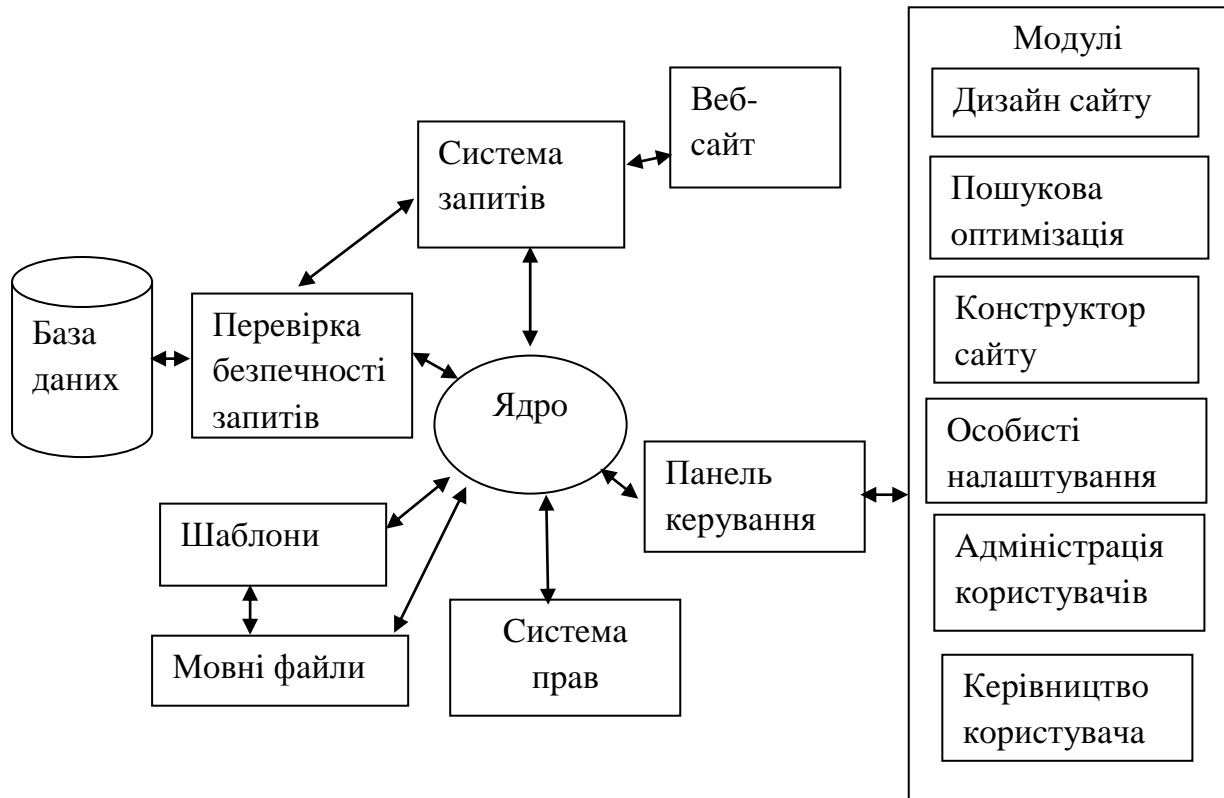 Модулі
Дизайн сайту
Веб-
сайт
Система
запитів
Пошукова
оптимізація
Конструктор
сайту
База
даних
Перевірка
безпечності
запитів
Ядро
Особисті
налаштування
Панель
керування
Шаблони
Адміністрація
користувачів
Система
прав
Мовні файли
Керівництво
користувача